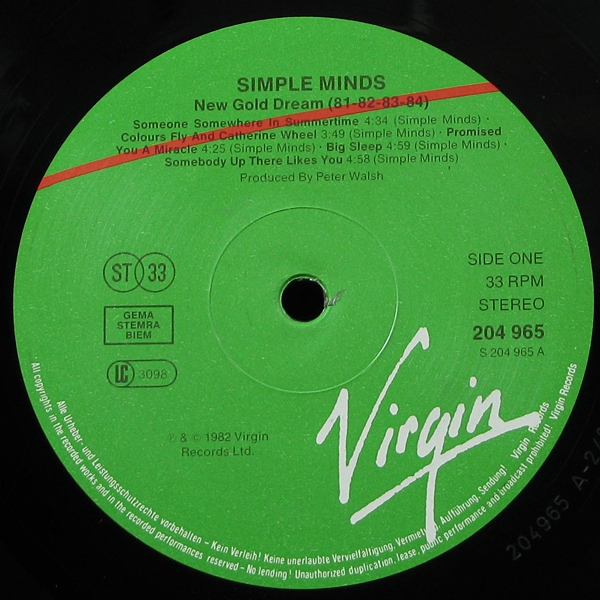 SIMPLE MINDS
New Gold Dream (81-82-83-84)
Someone Somewhere In Summertime 4:34 (Simple Minds) ·
Colours Fly And Catherine Wheel 3:49 (Simple Minds) · Promised
You A Miracle 4:25 (Simple Minds) · Big Sleep 4:59 (Simple Minds) ·
Somebody Up There Likes You 4:58 (Simple Minds)
Produced By Peter Walsh
ST 33
GEMA
STEMRA
BIEM
LC 3098
SIDE ONE
33 RPM
STEREO
204 965
S 204 965 A
℗ & © 1982 Virgin
Records Ltd.
Virgin
Alle Urheber- und Leistungsschutzrechte vorbehalten – Kein Verleih! Keine unerlaubte Vervielfältigung, Vermietung, Aufführung, Sendung! Virgin Records
All copyrights in the recorded works and in the recorded performances reserved – No lending! Unauthorized duplication, lease, public performance and broadcast prohibited! Virgin Records
204965 A-2/